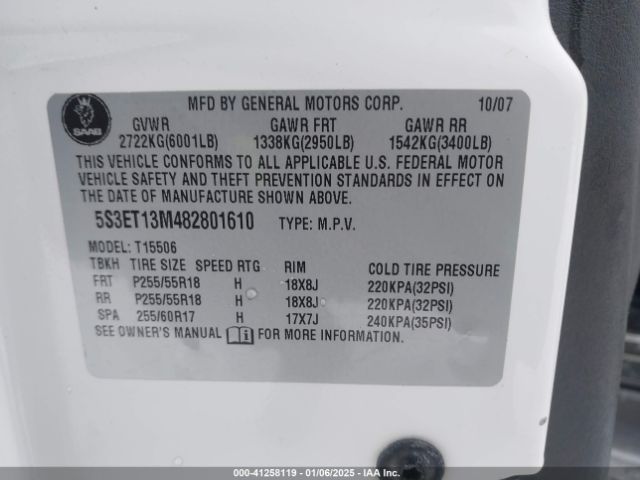 MFD BY GENERAL MOTORS CORP. 10/07
SAAB
GVWR GAWR FRT GAWR RR
2722KG(6001LB) 1338KG(2950LB) 1542KG(3400LB)
THIS VEHICLE CONFORMS TO ALL APPLICABLE U.S. FEDERAL MOTOR
VEHICLE SAFETY AND THEFT PREVENTION STANDARDS IN EFFECT ON
THE DATE OF MANUFACTURE SHOWN ABOVE.
5S3ET13M482801610 TYPE: M.P.V.
MODEL: T15506
TBKH TIRE SIZE SPEED RTG RIM COLD TIRE PRESSURE
FRT P255/55R18 H 18X8J 220KPA(32PSI)
RR P255/55R18 H 18X8J 220KPA(32PSI)
SPA 255/60R17 H 17X7J 240KPA(35PSI)
SEE OWNER'S MANUAL i FOR MORE INFORMATION.
000-41258119 | 01/06/2025 | IAA Inc.